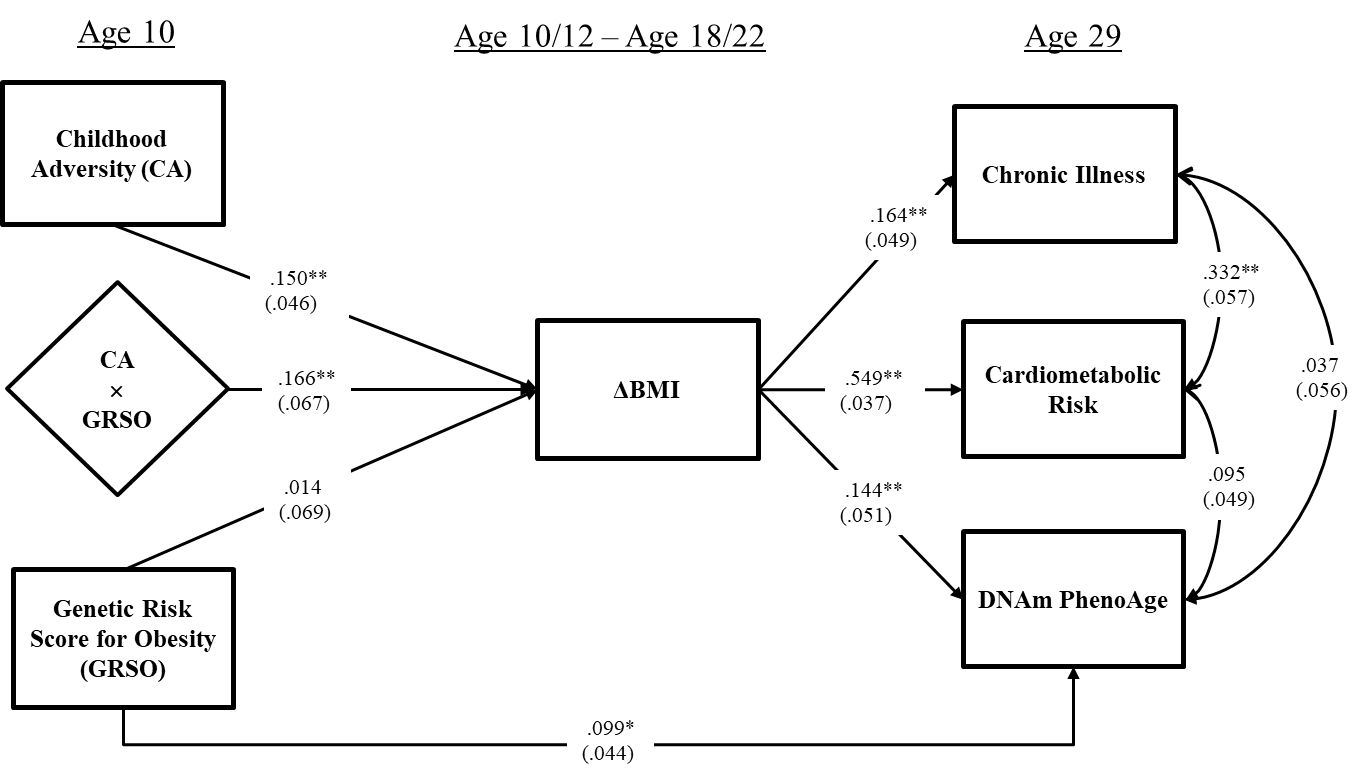 Age 10
Age 10/12 – Age 18/22
Age 29
Childhood
Adversity (CA)
CA
×
GRSO
Genetic Risk
Score for Obesity
(GRSO)
.150**
(.046)
.166**
(.067)
.014
(.069)
ΔBMI
.164**
(.049)
.549**
(.037)
.144**
(.051)
.099*
(.044)
Chronic Illness
Cardiometabolic
Risk
DNAm PhenoAge
.332**
(.057)
.095
(.049)
.037
(.056)